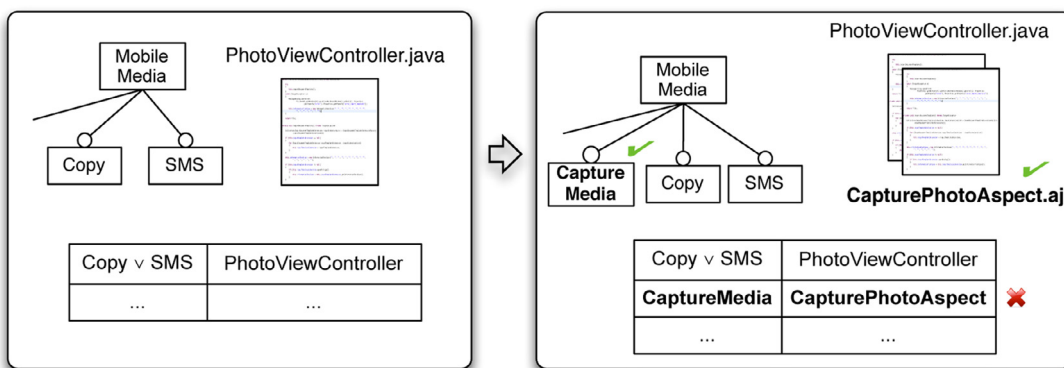 Mobile
Media
PhotoViewController.java
Copy
SMS
Copy ∨ SMS
PhotoViewController
...
...
PhotoViewController.java
Mobile
Media
Capture
Media
Copy
SMS
CapturePhotoAspect.aj
Copy ∨ SMS
PhotoViewController
CaptureMedia
CapturePhotoAspect
...
...